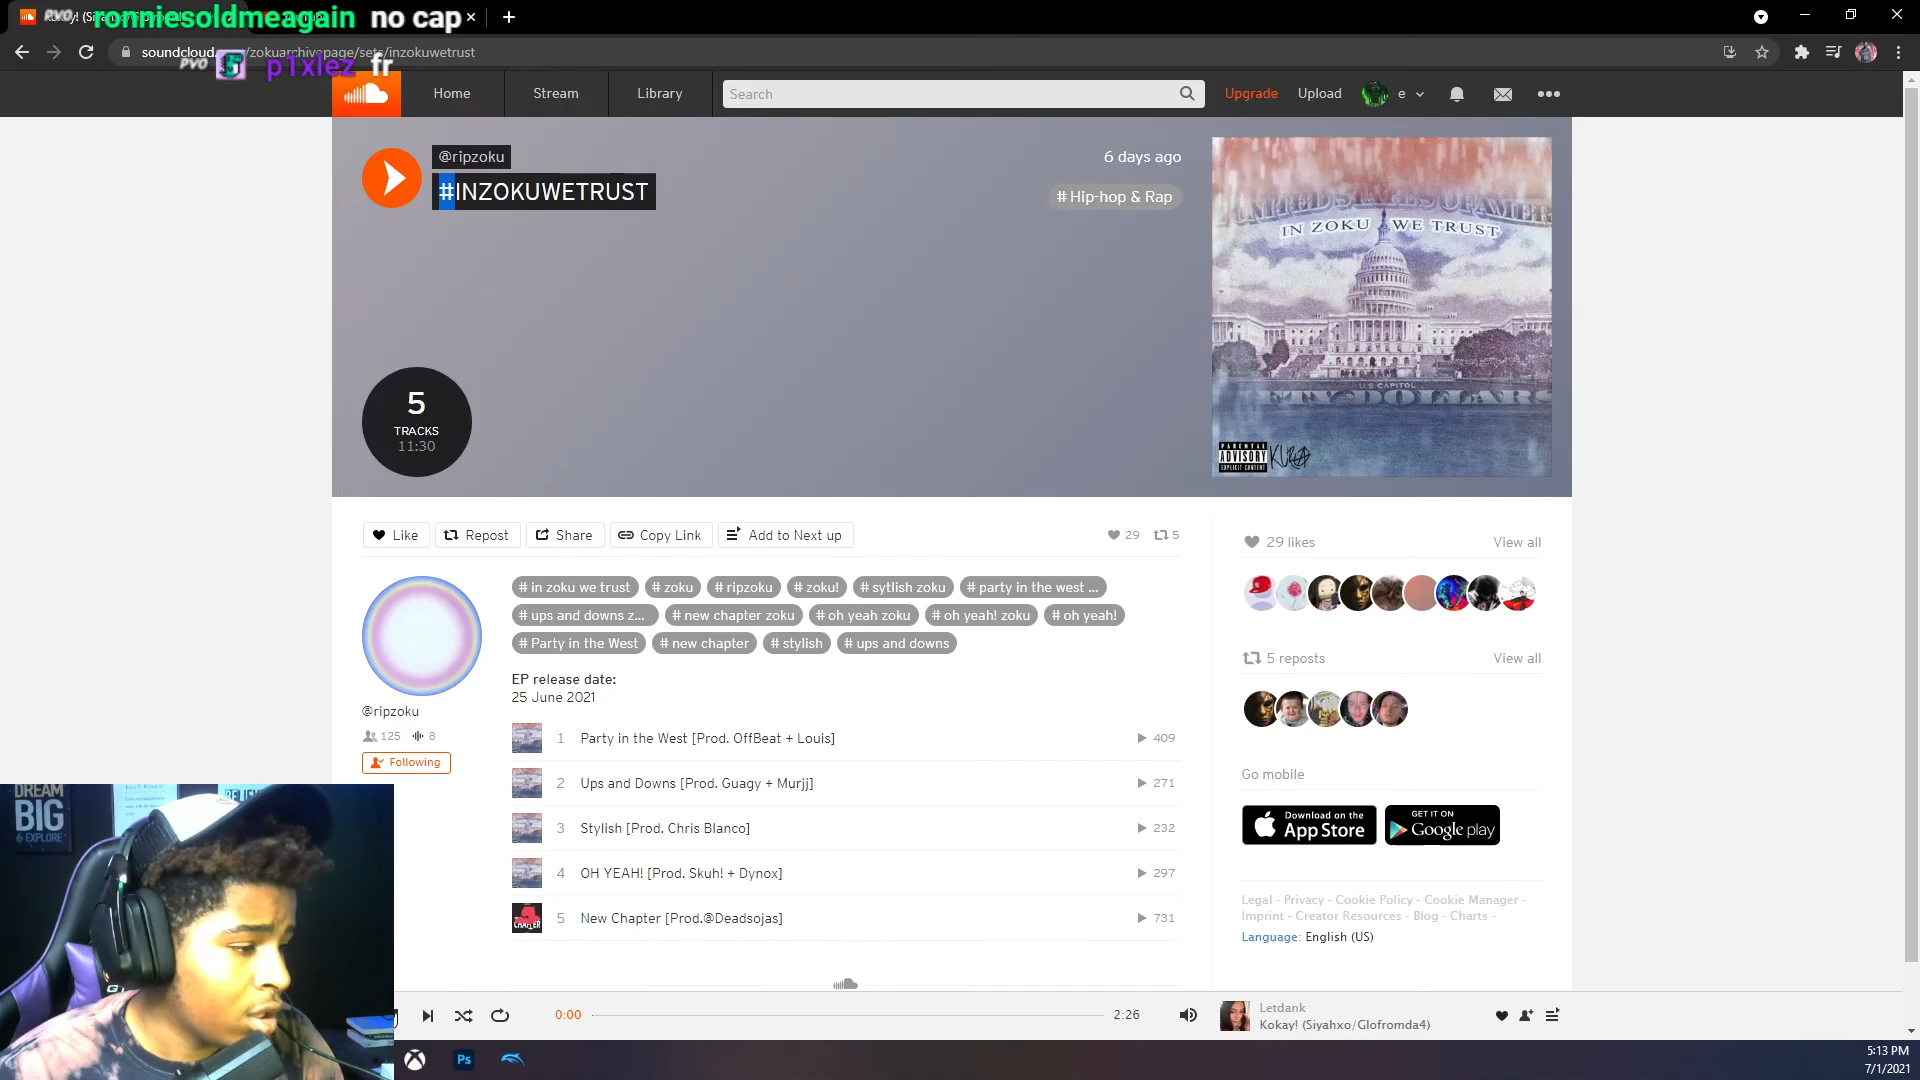 ronniesoldmeagain no cap
soundcloud.
/zokuarchivepage/sets/inzokuwetrust
PVO p1xlez fr
Home
Stream
Library
Search
Upgrade
Upload
e
@ripzoku
#INZOKUWETRUST
6 days ago
# Hip-hop & Rap
IN ZOKU WE TRUST
U S CAPITOL
PARENTAL
ADVISORY
EXPLICIT CONTENT
5
TRACKS
11:30
Like
Repost
Share
Copy Link
Add to Next up
29
5
29 likes
View all
# in zoku we trust
# zoku
# ripzoku
# zoku!
# sytlish zoku
# party in the west ...
# ups and downs z...
# new chapter zoku
# oh yeah zoku
# oh yeah! zoku
# oh yeah!
# Party in the West
# new chapter
# stylish
# ups and downs
5 reposts
View all
EP release date:
25 June 2021
@ripzoku
125
8
Following
1 Party in the West [Prod. OffBeat + Louis] 409
2 Ups and Downs [Prod. Guagy + Murjj] 271
3 Stylish [Prod. Chris Blanco] 232
4 OH YEAH! [Prod. Skuh! + Dynox] 297
5 New Chapter [Prod.@Deadsojas] 731
Go mobile
Download on the
App Store
GET IT ON
Google play
Legal - Privacy - Cookie Policy - Cookie Manager -
Imprint - Creator Resources - Blog - Charts -
Language: English (US)
DREAM
BIG
& EXPLORE
0:00
2:26
Letdank
Kokay! (Siyahxo/Glofromda4)
Ps
5:13 PM
7/1/2021